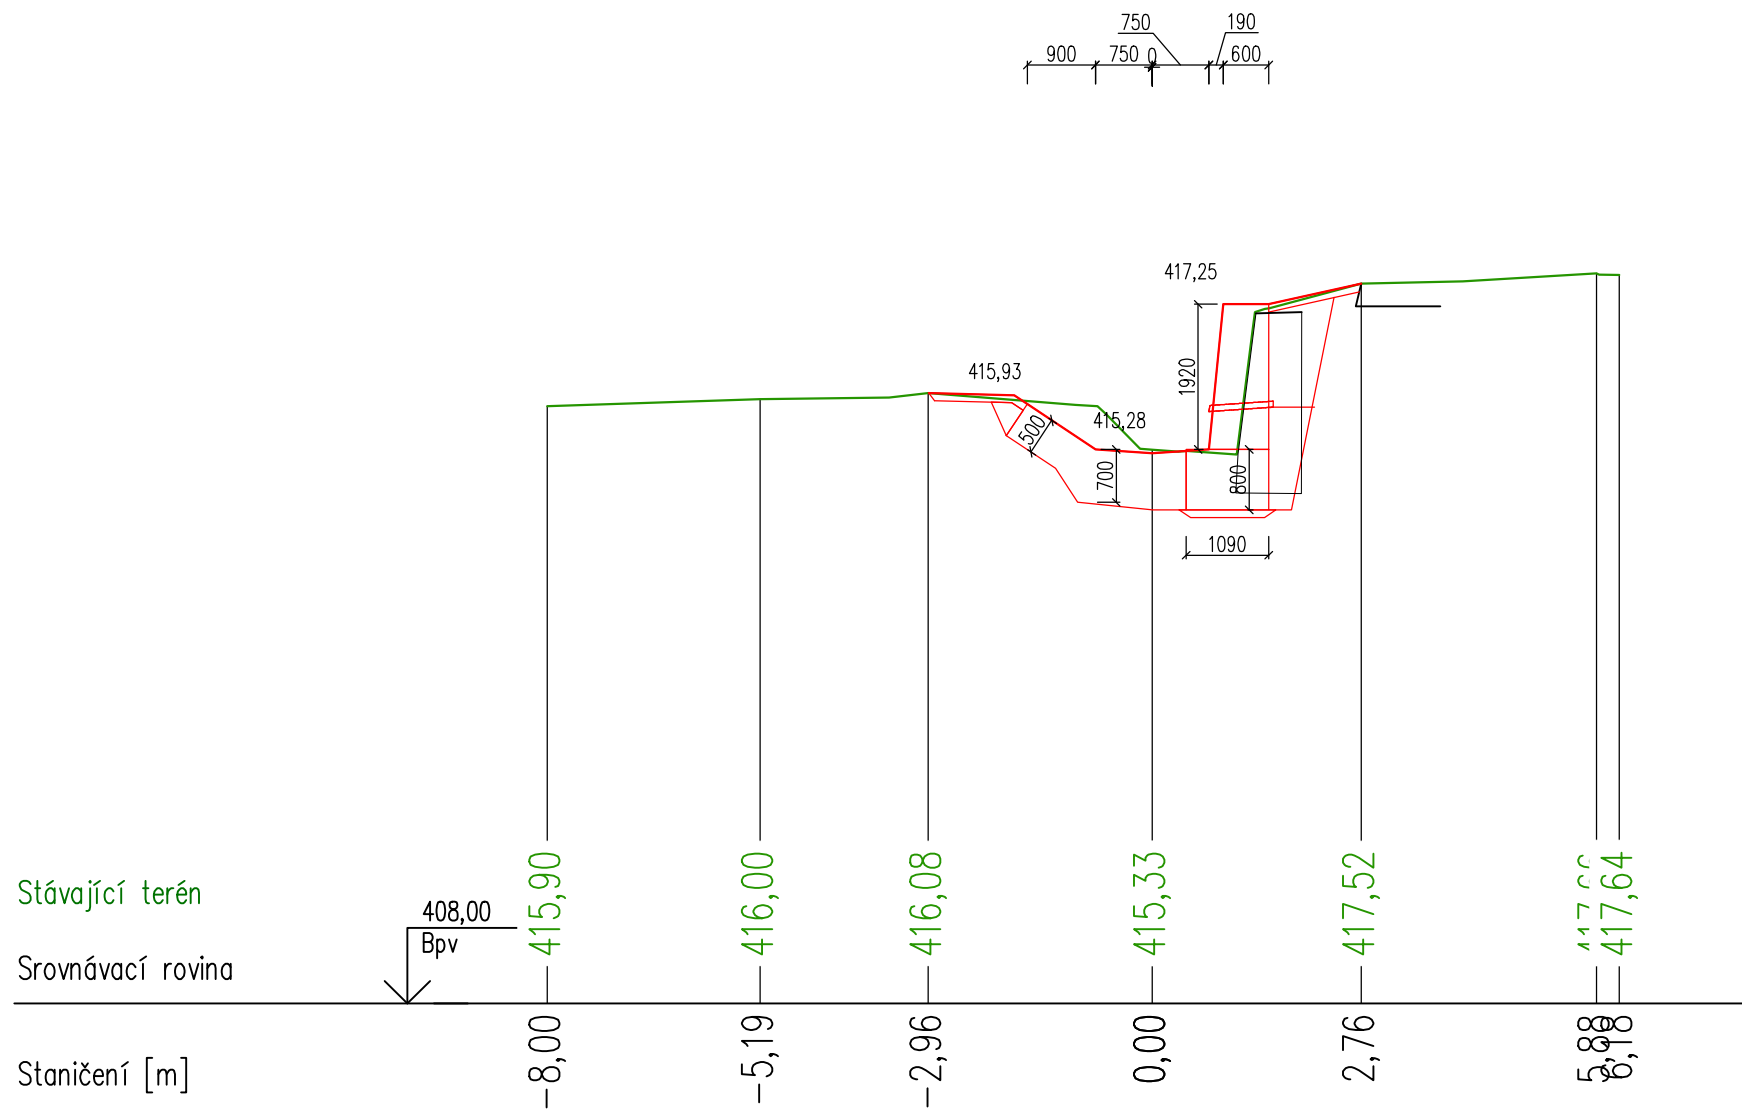 750 190
900 750 0 600
417,25
1920
415,93
415,28
500
700
800
1090
Stávající terén
415,90 416,00 416,08 415,33 417,52 417,64
408,00
Bpv
Srovnávací rovina
Staničení [m]
-8,00 -5,19 -2,96 0,00 2,76 5,88 6,18